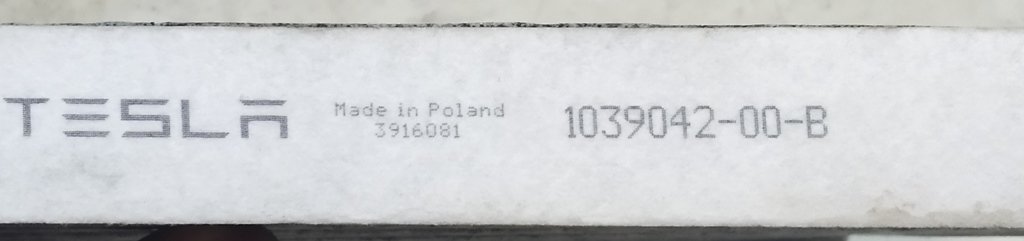 TESLA
Made in Poland
3916081
1039042-00-B